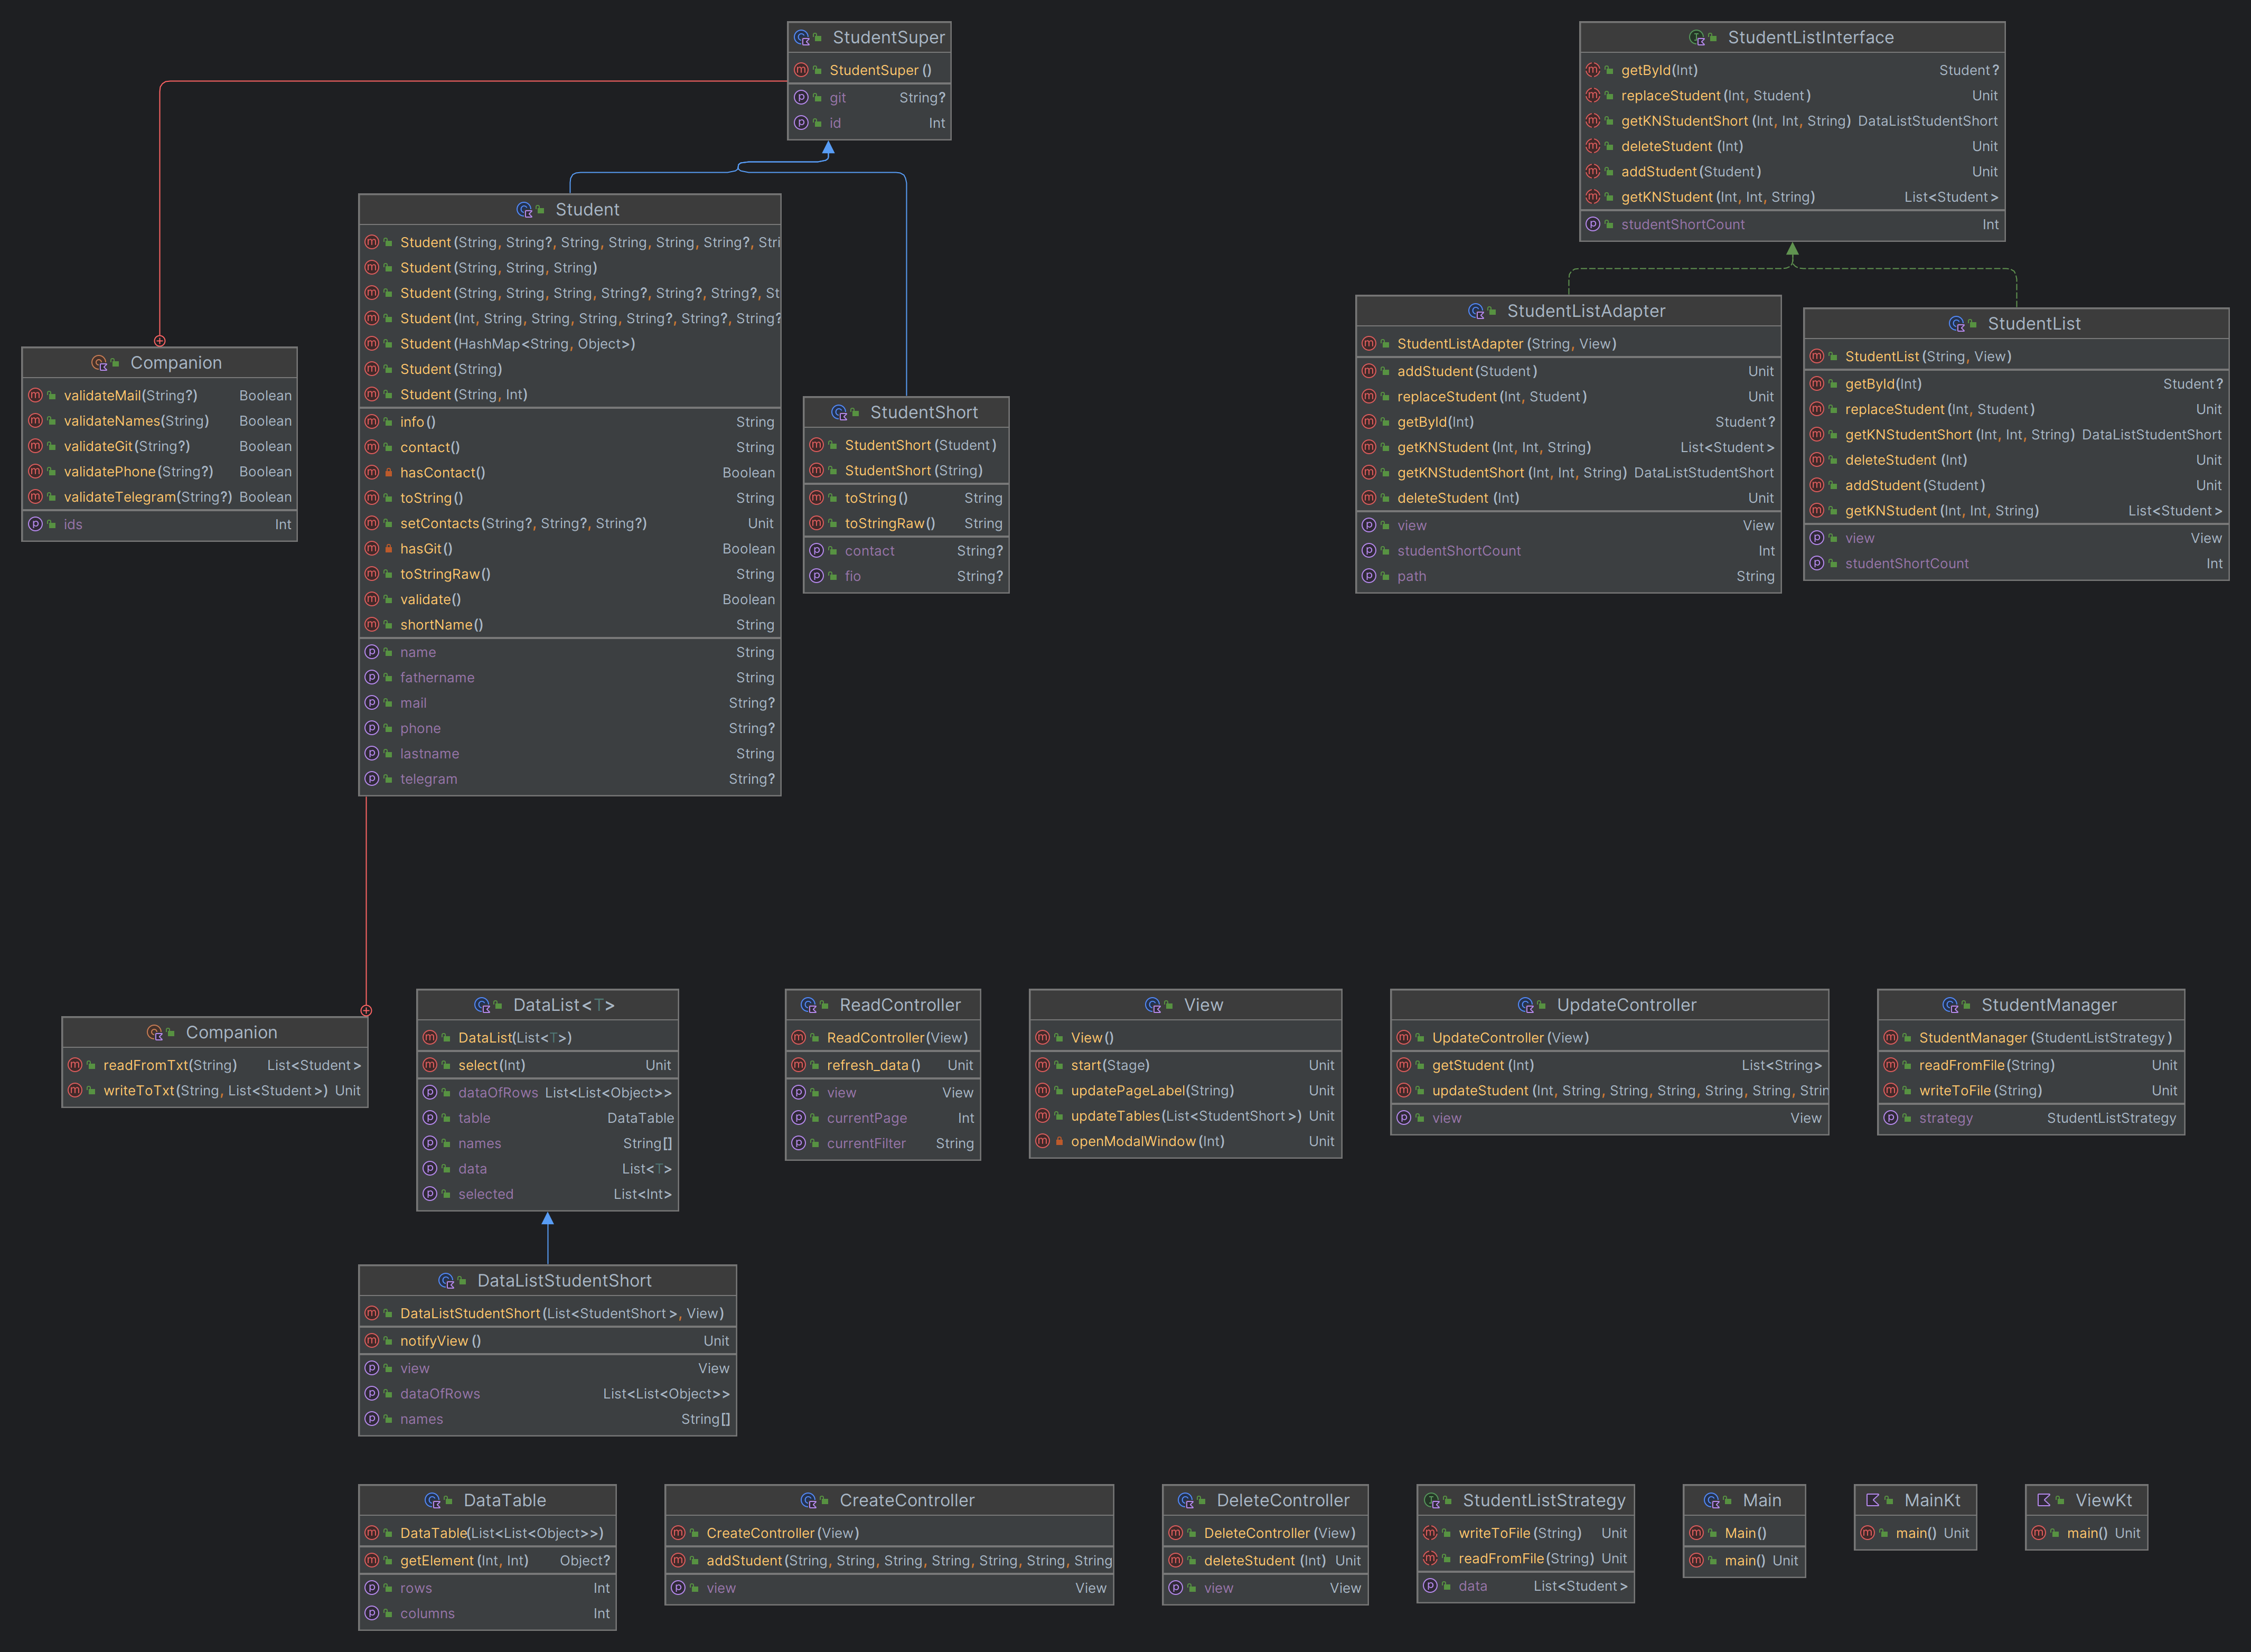 StudentSuper
StudentSuper()
git String?
id Int
StudentListInterface
getById(Int) Student?
replaceStudent(Int, Student) Unit
getKNStudentShort(Int, Int, String) DataListStudentShort
deleteStudent(Int) Unit
addStudent(Student) Unit
getKNStudent(Int, Int, String) List<Student>
studentShortCount Int
Student
Student(String, String?, String, String, String, String?, Stri
Student(String, String, String)
Student(String, String, String, String?, String?, String?, St
Student(Int, String, String, String, String?, String?, String?
Student(HashMap<String, Object>)
Student(String)
Student(String, Int)
info() String
contact() String
hasContact() Boolean
toString() String
setContacts(String?, String?, String?) Unit
hasGit() Boolean
toStringRaw() String
validate() Boolean
shortName() String
name String
fathername String
mail String?
phone String?
lastname String
telegram String?
Companion
validateMail(String?) Boolean
validateNames(String) Boolean
validateGit(String?) Boolean
validatePhone(String?) Boolean
validateTelegram(String?) Boolean
ids Int
StudentShort
StudentShort(Student)
StudentShort(String)
toString() String
toStringRaw() String
contact String?
fio String?
StudentListAdapter
StudentListAdapter(String, View)
addStudent(Student) Unit
replaceStudent(Int, Student) Unit
getById(Int) Student?
getKNStudent(Int, Int, String) List<Student>
getKNStudentShort(Int, Int, String) DataListStudentShort
deleteStudent(Int) Unit
view View
studentShortCount Int
path String
StudentList
StudentList(String, View)
getById(Int) Student?
replaceStudent(Int, Student) Unit
getKNStudentShort(Int, Int, String) DataListStudentShort
deleteStudent(Int) Unit
addStudent(Student) Unit
getKNStudent(Int, Int, String) List<Student>
view View
studentShortCount Int
Companion
readFromTxt(String) List<Student>
writeToTxt(String, List<Student>) Unit
DataList<T>
DataList(List<T>)
select(Int) Unit
dataOfRows List<List<Object>>
table DataTable
names String[]
data List<T>
selected List<Int>
ReadController
ReadController(View)
refresh_data() Unit
view View
currentPage Int
currentFilter String
View
View()
start(Stage) Unit
updatePageLabel(String) Unit
updateTables(List<StudentShort>) Unit
openModalWindow(Int) Unit
UpdateController
UpdateController(View)
getStudent(Int) List<String>
updateStudent(Int, String, String, String, String, String, Strin
view View
StudentManager
StudentManager(StudentListStrategy)
readFromFile(String) Unit
writeToFile(String) Unit
strategy StudentListStrategy
DataListStudentShort
DataListStudentShort(List<StudentShort>, View)
notifyView() Unit
view View
dataOfRows List<List<Object>>
names String[]
DataTable
DataTable(List<List<Object>>)
getElement(Int, Int) Object?
rows Int
columns Int
CreateController
CreateController(View)
addStudent(String, String, String, String, String, String, String
view View
DeleteController
DeleteController(View)
deleteStudent(Int) Unit
view View
StudentListStrategy
writeToFile(String) Unit
readFromFile(String) Unit
data List<Student>
Main
Main()
main() Unit
MainKt
main() Unit
ViewKt
main() Unit